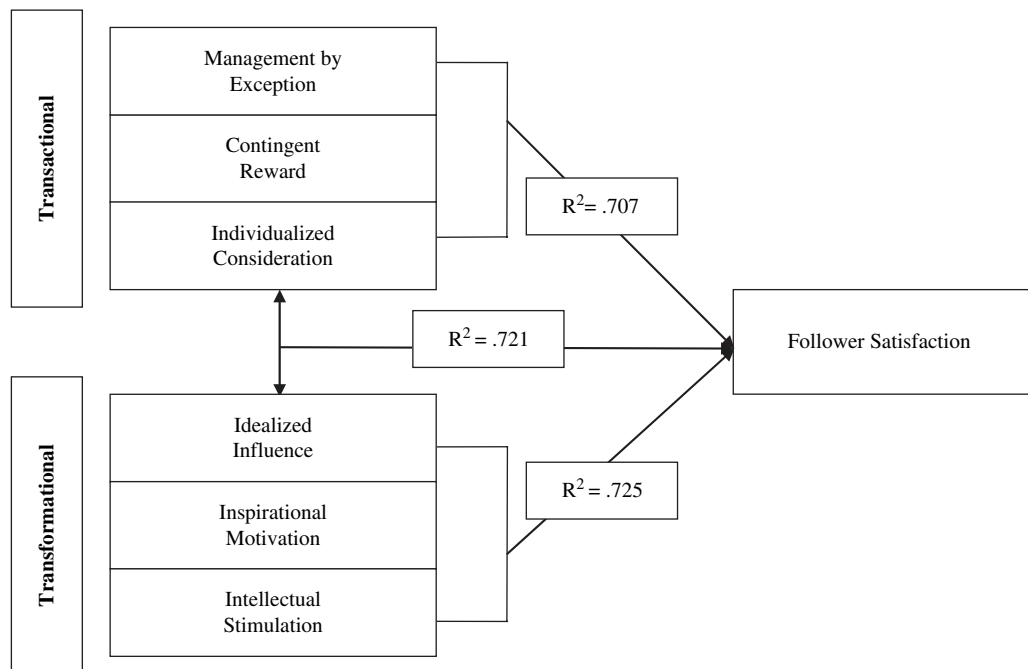 Transactional
Management by
Exception
Contingent
Reward
Individualized
Consideration
R²= .707
R² = .721
Follower Satisfaction
Transformational
Idealized
Influence
Inspirational
Motivation
Intellectual
Stimulation
R² = .725